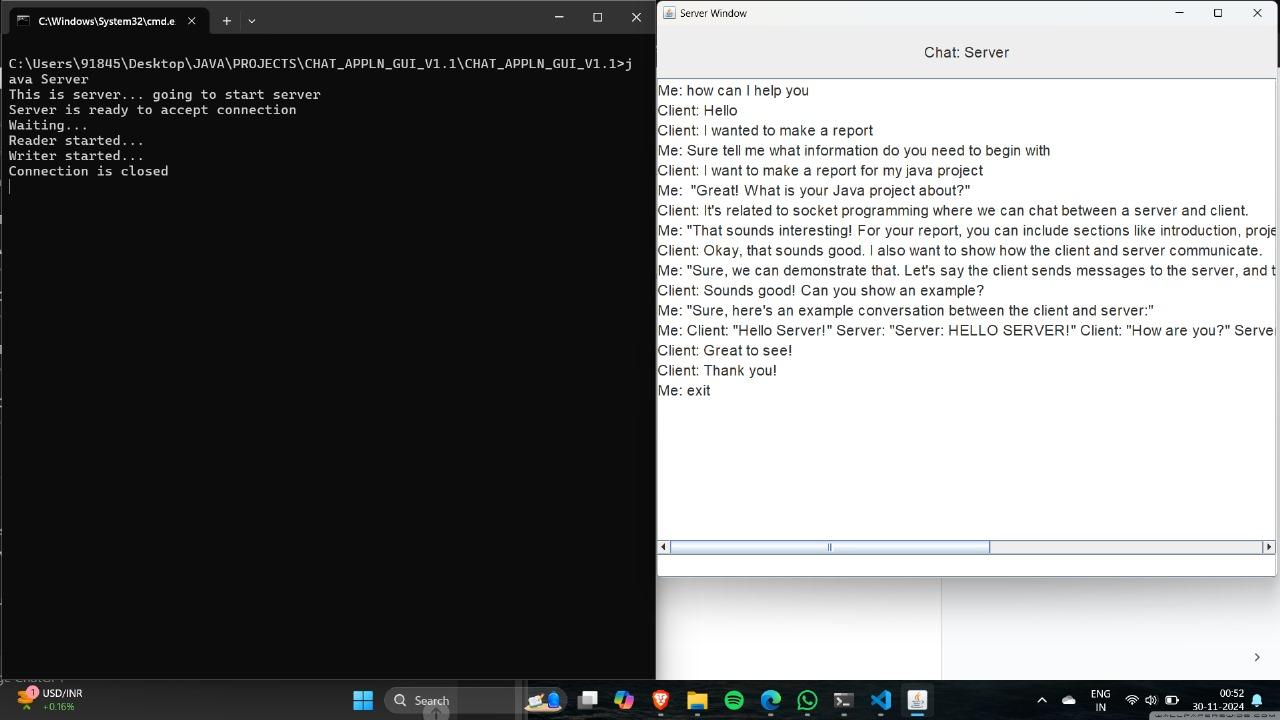 C:\Windows\System32\cmd.e
C:\Users\91845\Desktop\JAVA\PROJECTS\CHAT_APPLN_GUI_V1.1\CHAT_APPLN_GUI_V1.1>j
ava Server
This is server... going to start server
Server is ready to accept connection
Waiting...
Reader started...
Writer started...
Connection is closed
Server Window
Chat: Server
Me: how can I help you
Client: Hello
Client: I wanted to make a report
Me: Sure tell me what information do you need to begin with
Client: I want to make a report for my java project
Me:  "Great! What is your Java project about?"
Client: It's related to socket programming where we can chat between a server and client.
Me: "That sounds interesting! For your report, you can include sections like introduction, proje
Client: Okay, that sounds good. I also want to show how the client and server communicate.
Me: "Sure, we can demonstrate that. Let's say the client sends messages to the server, and t
Client: Sounds good! Can you show an example?
Me: "Sure, here's an example conversation between the client and server:"
Me: Client: "Hello Server!" Server: "Server: HELLO SERVER!" Client: "How are you?" Serve
Client: Great to see!
Client: Thank you!
Me: exit
1
USD/INR
+0.16%
Search
ENG
IN
00:52
30-11-2024